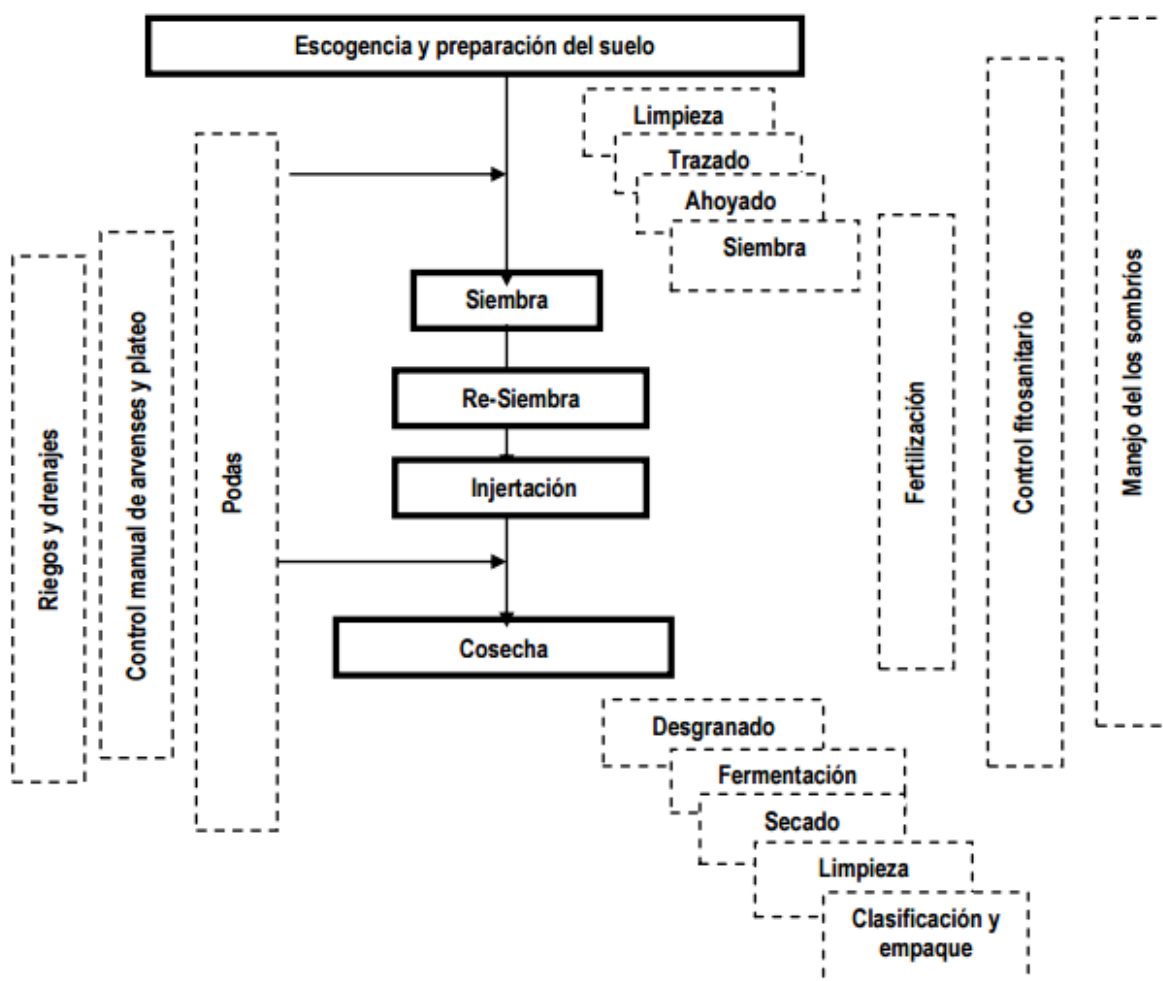 Escogencia y preparación del suelo
Limpieza
Trazado
Ahoyado
Siembra
Siembra
Re-Siembra
Injertación
Cosecha
Riegos y drenajes
Control manual de arvenses y plateo
Podas
Fertilización
Control fitosanitario
Manejo del los sombríos
Desgranado
Fermentación
Secado
Limpieza
Clasificación y
empaque